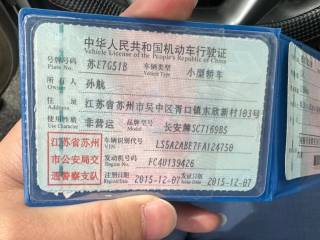 中华人民共和国机动车行驶证
Vehicle License of the People's Republic of China
号牌号码 苏E7G51B 车辆类型 小型轿车
Plate No. Vehicle Type
所有人 孙航
Owner
住址 江苏省苏州市吴中区胥口镇东欣新村103号
Address
使用性质 非营运 品牌型号 长安牌SC7169B5
Use Character Model
江苏省苏州
市公安局交
通警察支队
车辆识别代号 LS5A2ABE7FA124750
VIN
发动机号码 FC4U139426
Engine No.
注册日期 2015-12-07 发证日期 2015-12-07
Register Date Issue Date